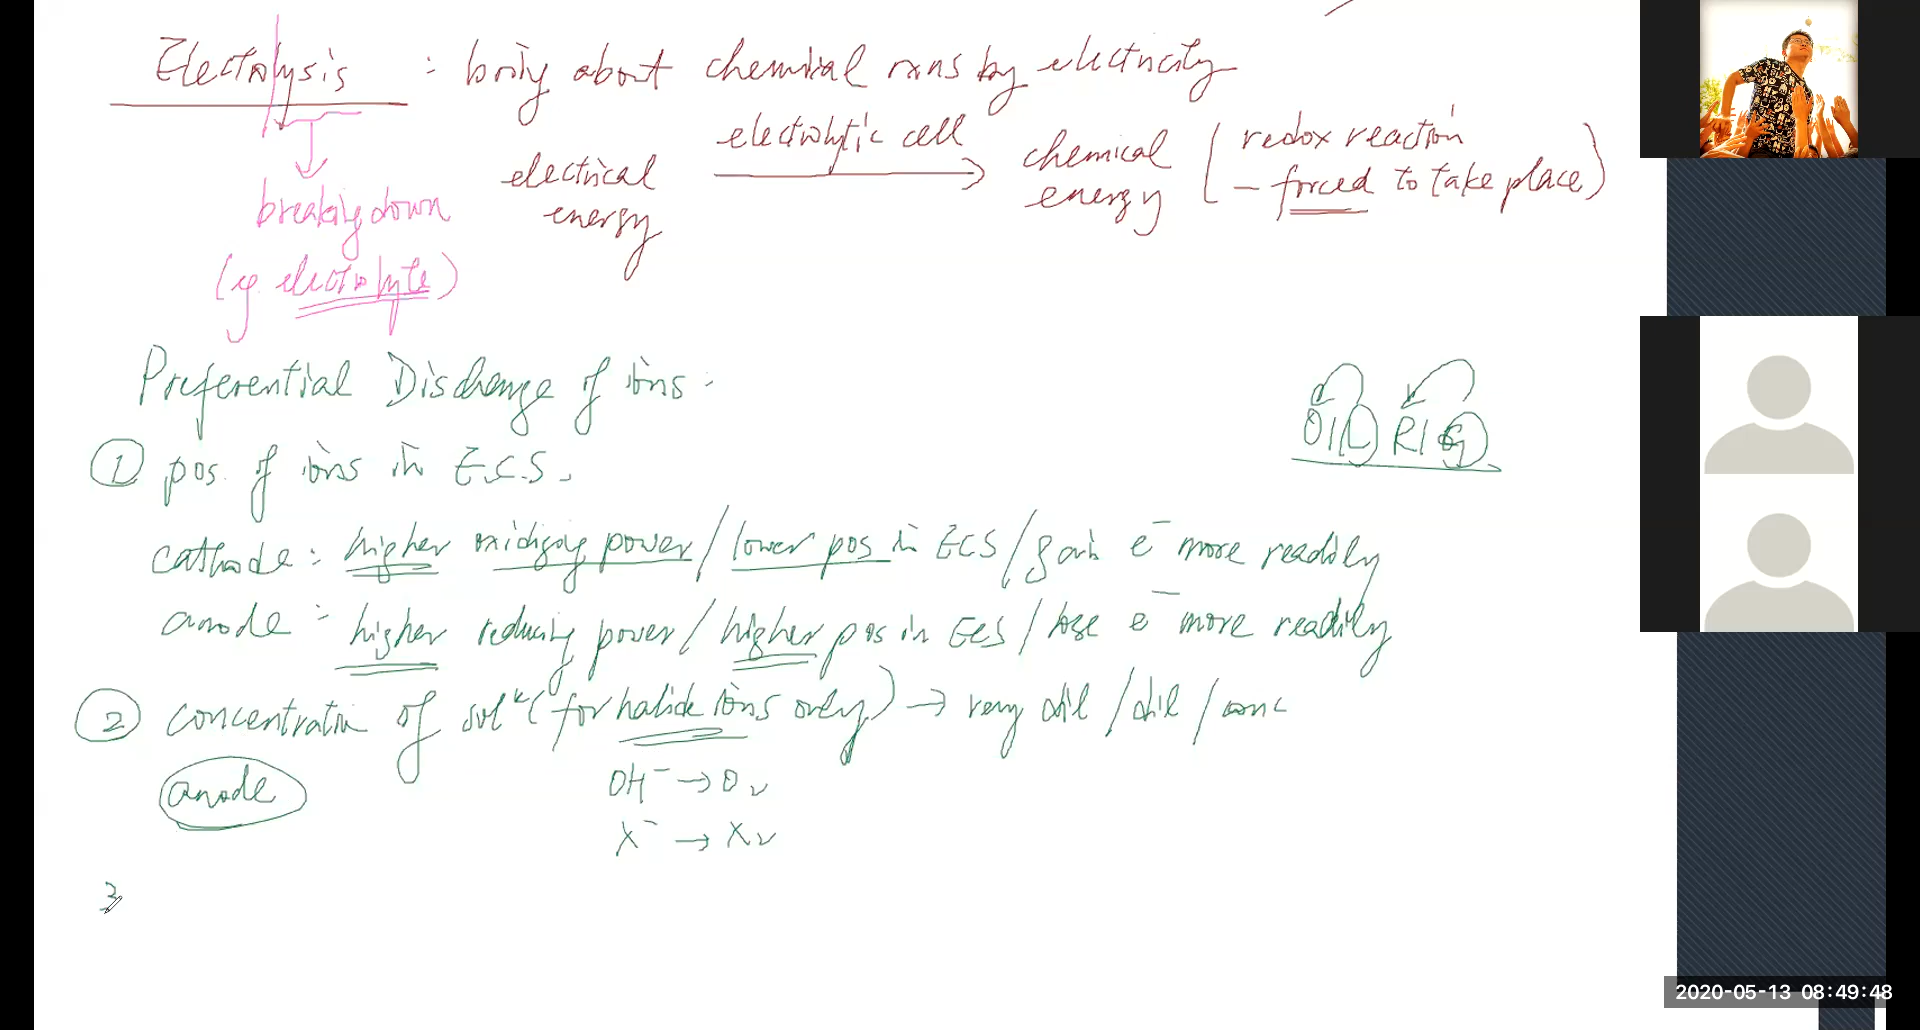 Electrolysis : bring about chemical rxns by electricity
electrical energy electrolytic cell → chemical energy ( redox reaction – forced to take place )
breaking down
(eg. electrolyte)
Preferential Discharge of ions :
OIL RIG
① pos. of ions in E.C.S.
cathode : higher oxidizing power / lower pos in ECS / gain e⁻ more readily
anode : higher reducing power / higher pos in ECS / lose e⁻ more readily
② concentration of solⁿ (for halide ions only) → very dil / dil / conc
anode
OH⁻ → O₂
X⁻ → X₂
3
2020-05-13 08:49:48